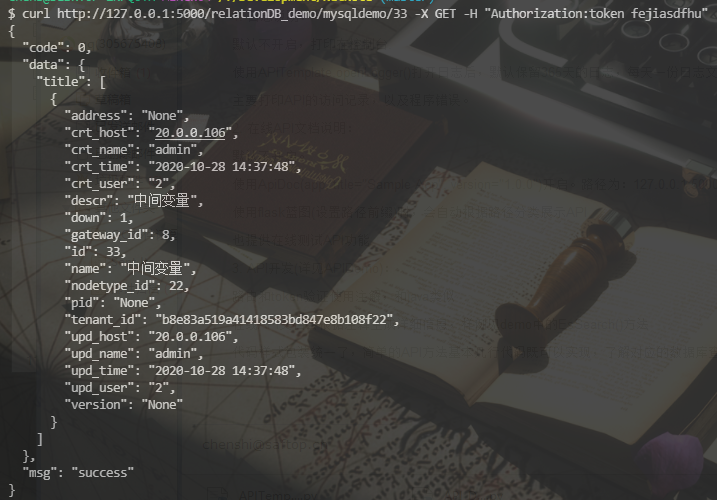 $ curl http://127.0.0.1:5000/relationDB_demo/mysqldemo/33 -X GET -H "Authorization:token fejiasdfhu"
{
  "code": 0,
  "data": {
    "title": [
      {
        "address": "None",
        "crt_host": "20.0.0.106",
        "crt_name": "admin",
        "crt_time": "2020-10-28 14:37:48",
        "crt_user": "2",
        "descr": "中间变量",
        "down": 1,
        "gateway_id": 8,
        "id": 33,
        "name": "中间变量",
        "nodetype_id": 22,
        "pid": "None",
        "tenant_id": "b8e83a519a41418583bd847e8b108f22",
        "upd_host": "20.0.0.106",
        "upd_name": "admin",
        "upd_time": "2020-10-28 14:37:48",
        "upd_user": "2",
        "version": "None"
      }
    ]
  },
  "msg": "success"
}